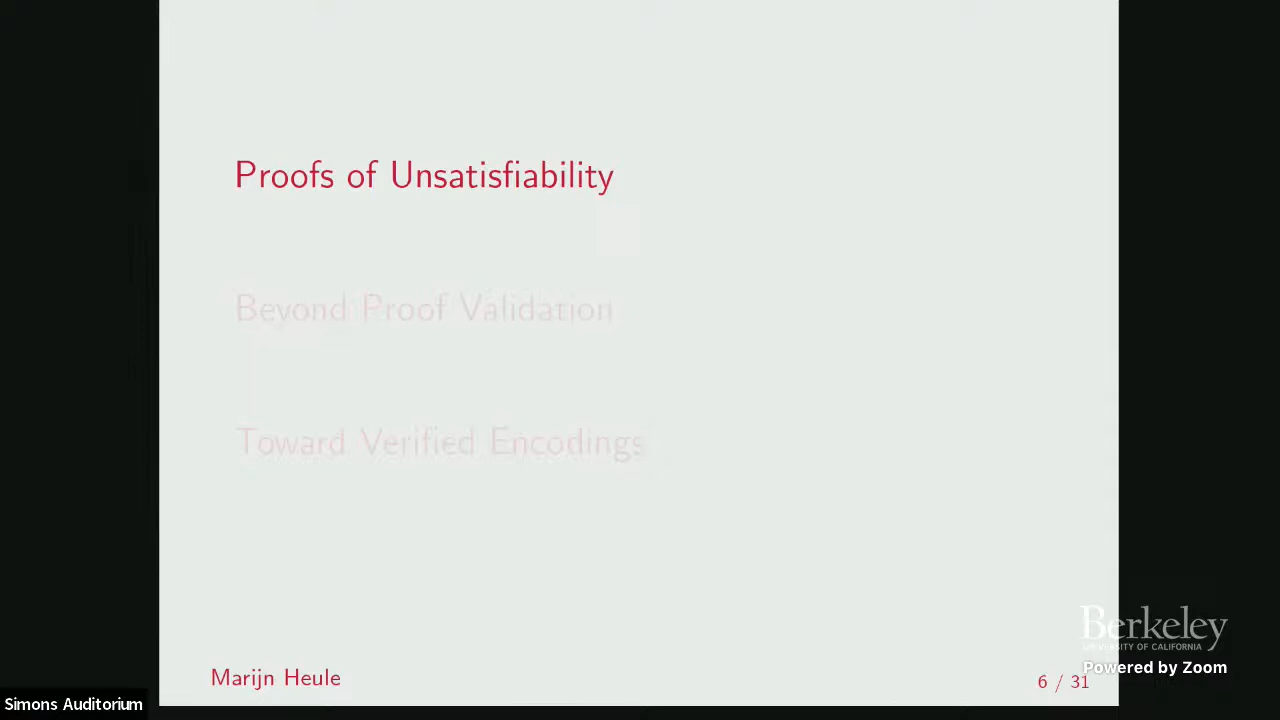 Proofs of Unsatisfiability
Beyond Proof Validation
Toward Verified Encodings
Marijn Heule
6 / 31
Berkeley
UNIVERSITY OF CALIFORNIA
Powered by Zoom
Simons Auditorium